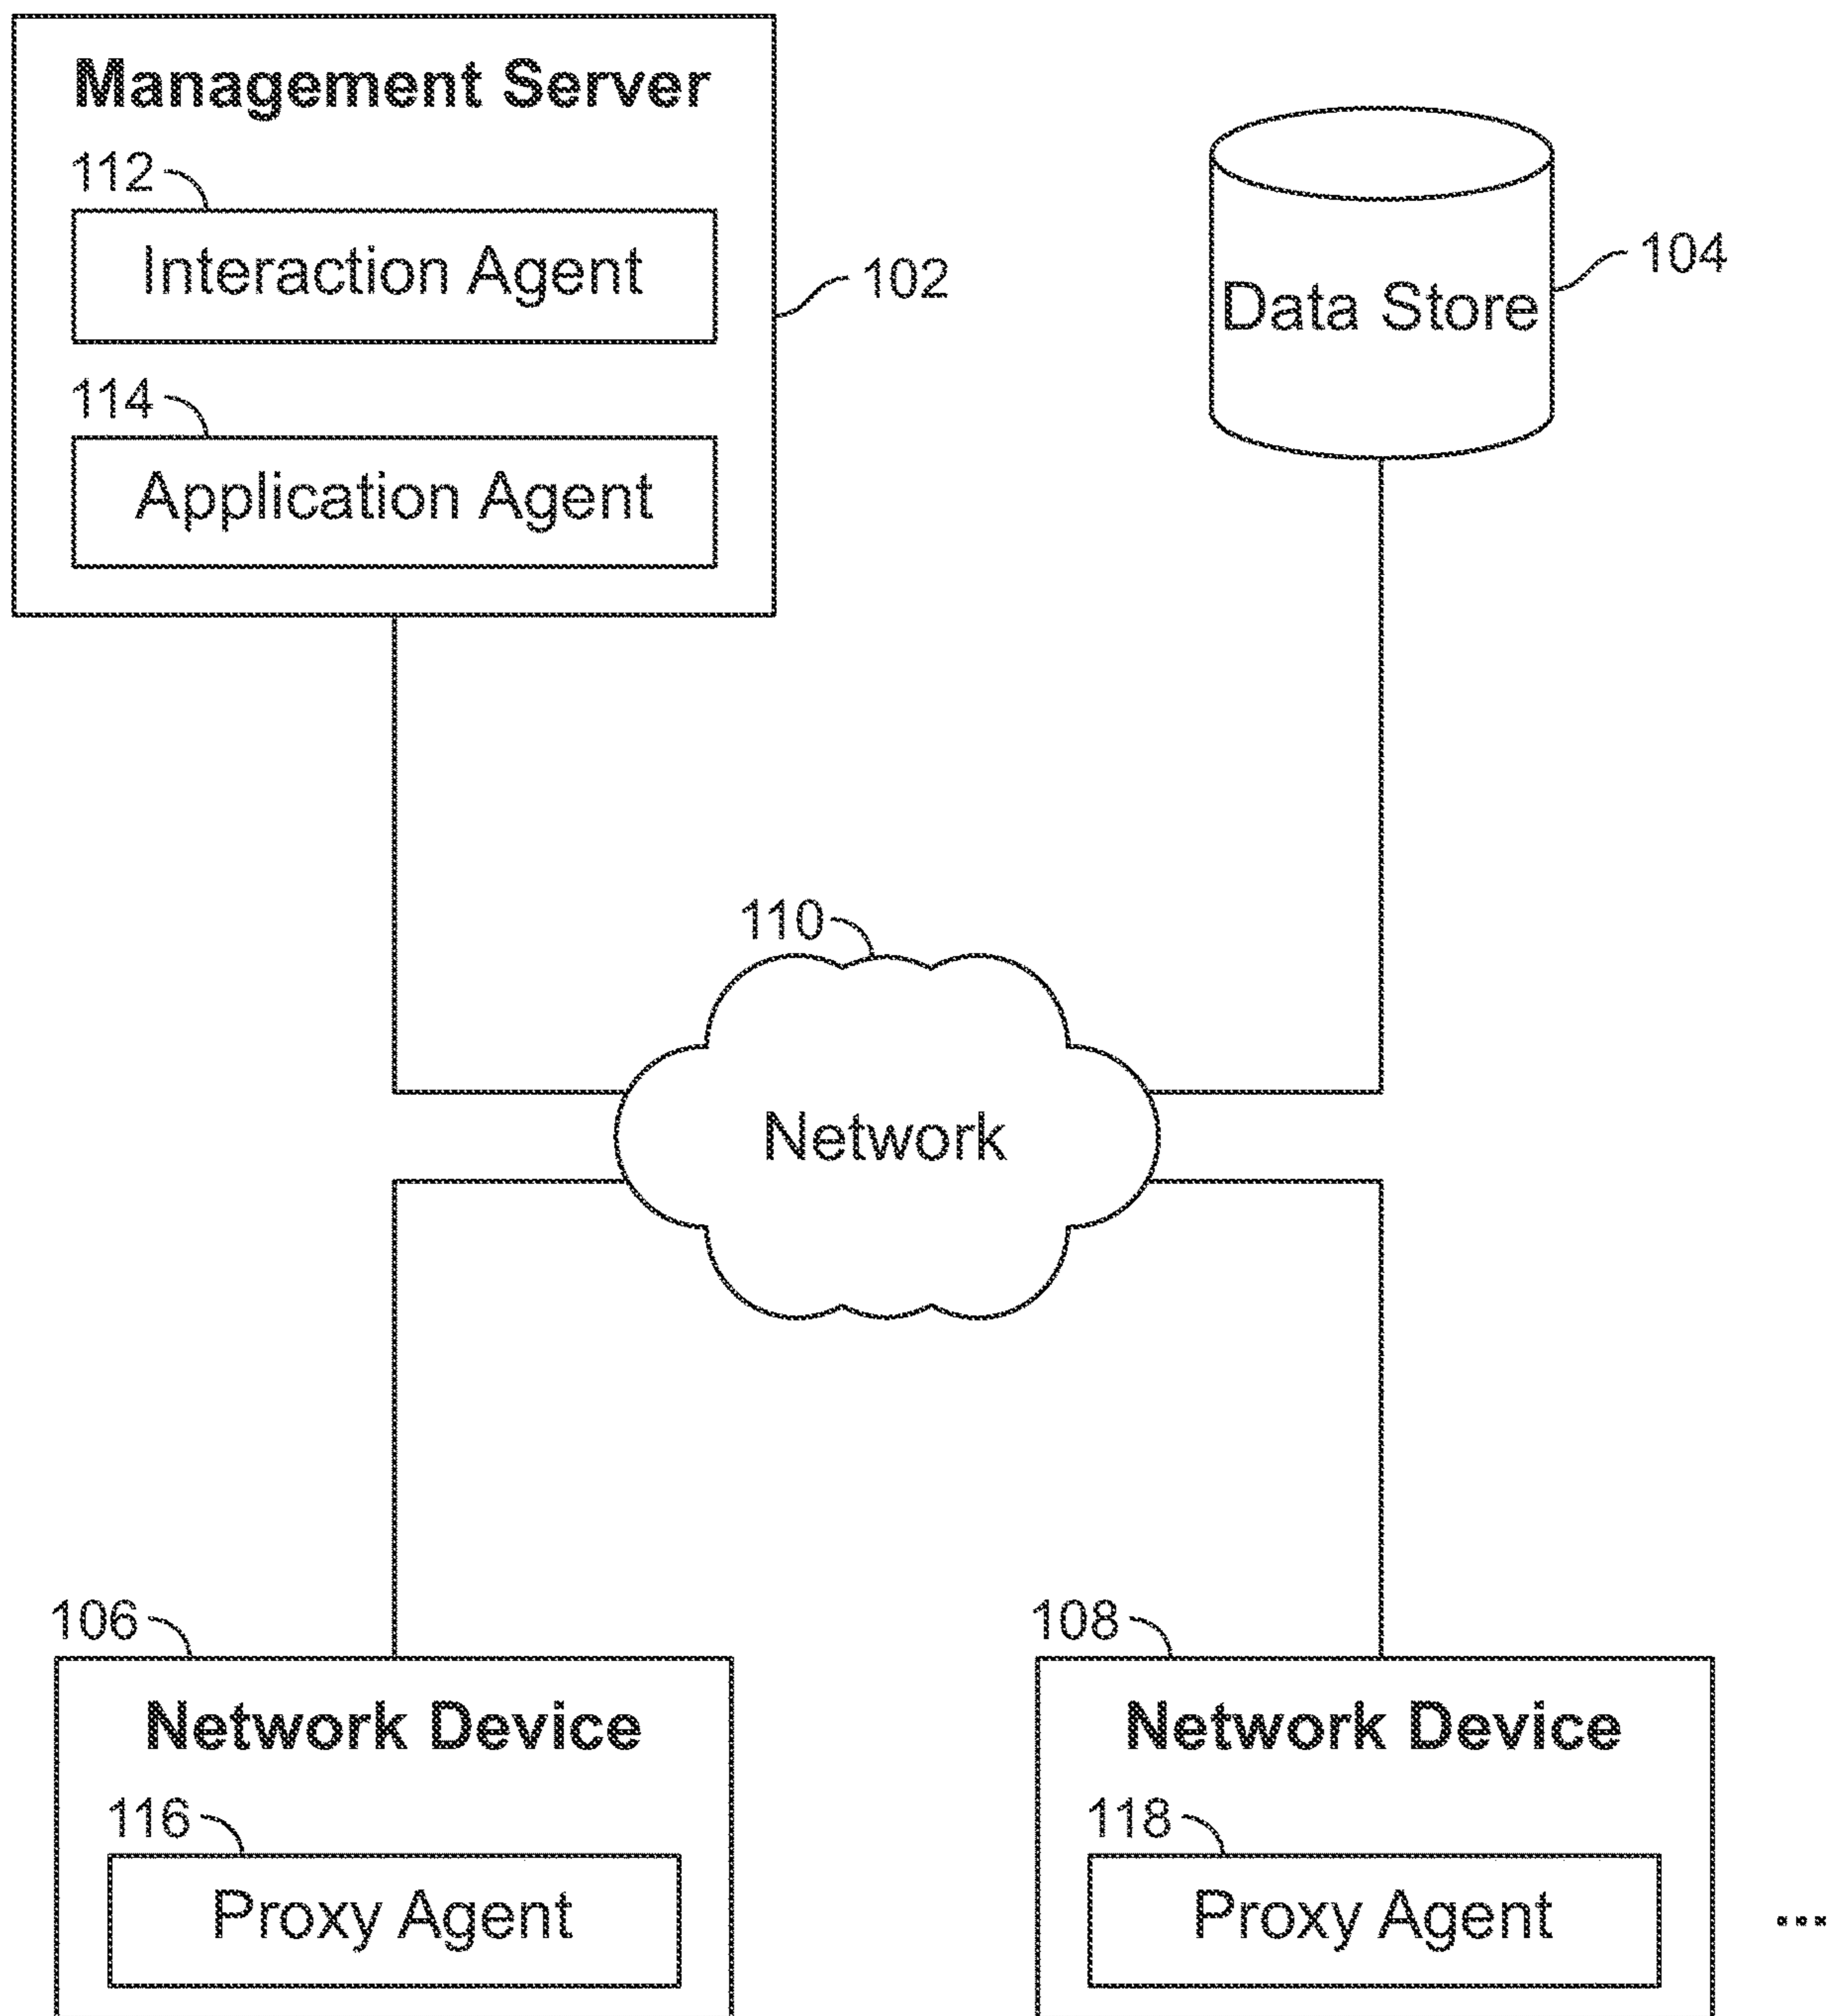 Management Server
112
Interaction Agent
102
114
Application Agent
104
Data Store
110
Network
106
Network Device
116
Proxy Agent
108
Network Device
118
Proxy Agent
...